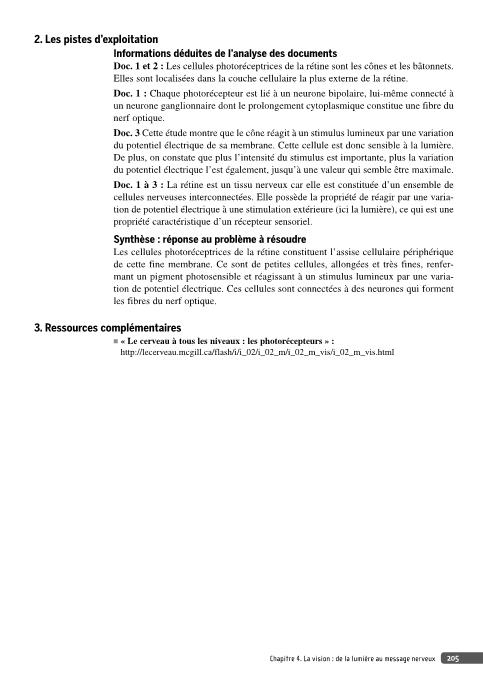 2. Les pistes d'exploitation
Informations déduites de l'analyse des documents
Doc. 1 et 2 : Les cellules photoréceptrices de la rétine sont les cônes et les bâtonnets.
Elles sont localisées dans la couche cellulaire la plus externe de la rétine.
Doc. 1 : Chaque photorécepteur est lié à un neurone bipolaire, lui-même connecté à
un neurone ganglionnaire dont le prolongement cytoplasmique constitue une fibre du
nerf optique.
Doc. 3 Cette étude montre que le cône réagit à un stimulus lumineux par une variation
du potentiel électrique de sa membrane. Cette cellule est donc sensible à la lumière.
De plus, on constate que plus l'intensité du stimulus est importante, plus la variation
du potentiel électrique l'est également, jusqu'à une valeur qui semble être maximale.
Doc. 1 à 3 : La rétine est un tissu nerveux car elle est constituée d'un ensemble de
cellules nerveuses interconnectées. Elle possède la propriété de réagir par une varia-
tion de potentiel électrique à une stimulation extérieure (ici la lumière), ce qui est une
propriété caractéristique d'un récepteur sensoriel.
Synthèse : réponse au problème à résoudre
Les cellules photoréceptrices de la rétine constituent l'assise cellulaire périphérique
de cette fine membrane. Ce sont de petites cellules, allongées et très fines, renfer-
mant un pigment photosensible et réagissant à un stimulus lumineux par une varia-
tion de potentiel électrique. Ces cellules sont connectées à des neurones qui forment
les fibres du nerf optique.
3. Ressources complémentaires
■ « Le cerveau à tous les niveaux : les photorécepteurs » :
http://lecerveau.mcgill.ca/flash/i/i_02/i_02_m/i_02_m_vis/i_02_m_vis.html
Chapitre 4. La vision : de la lumière au message nerveux 205